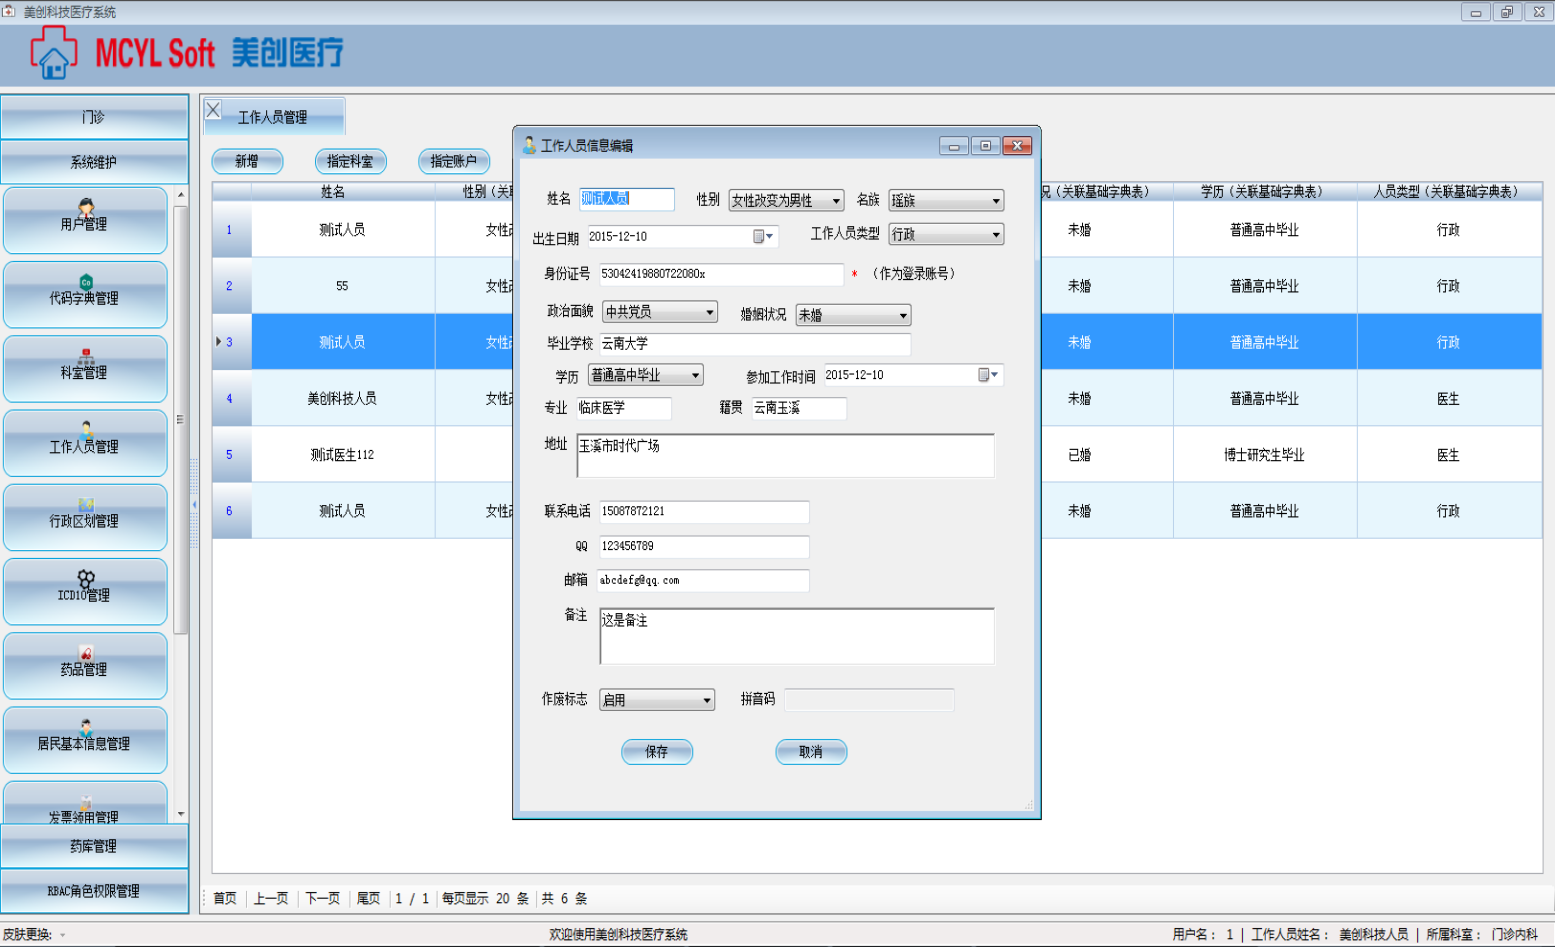 美创科技医疗系统
MCYL Soft 美创医疗
门诊
系统维护
用户管理
代码字典管理
科室管理
工作人员管理
行政区划管理
ICD10管理
药品管理
居民基本信息管理
发票领用管理
药库管理
RBAC角色权限管理
工作人员管理
新增 指定科室 指定账户
姓名 性别（关联 况（关联基础字典表） 学历（关联基础字典表） 人员类型（关联基础字典表）
1 测试人员 女性改 未婚 普通高中毕业 行政
2 55 女性改 未婚 普通高中毕业 行政
3 测试人员 女性改 未婚 普通高中毕业 行政
4 美创科技人员 女性改 未婚 普通高中毕业 医生
5 测试医生112 已婚 博士研究生毕业 医生
6 测试人员 女性改 未婚 普通高中毕业 行政
工作人员信息编辑
姓名 测试人员 性别 女性改变为男性 名族 瑶族
出生日期 2015-12-10 工作人员类型 行政
身份证号 53042419880722080x * （作为登录账号）
政治面貌 中共党员 婚姻状况 未婚
毕业学校 云南大学
学历 普通高中毕业 参加工作时间 2015-12-10
专业 临床医学 籍贯 云南玉溪
地址 玉溪市时代广场
联系电话 15087872121
QQ 123456789
邮箱 abcdefg@qq.com
备注 这是备注
作废标志 启用 拼音码
保存 取消
首页 上一页 下一页 尾页 1 / 1 每页显示 20 条 共 6 条
皮肤更换: 欢迎使用美创科技医疗系统 用户名: 1 | 工作人员姓名: 美创科技人员 | 所属科室: 门诊内科